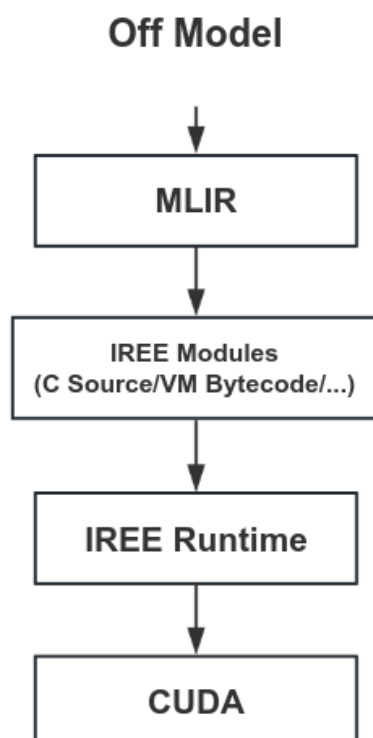 Off Model
MLIR
IREE Modules
(C Source/VM Bytecode/...)
IREE Runtime
CUDA